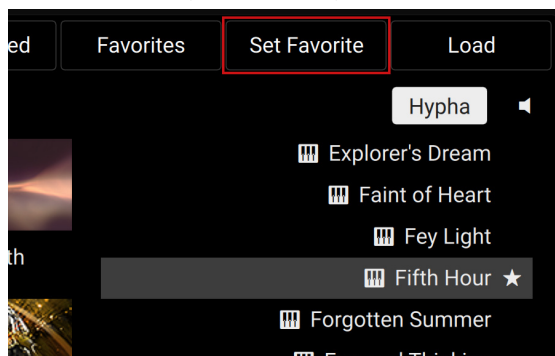 ed Favorites Set Favorite Load
Hypha
Explorer's Dream
Faint of Heart
Fey Light
th
Fifth Hour
Forgotten Summer